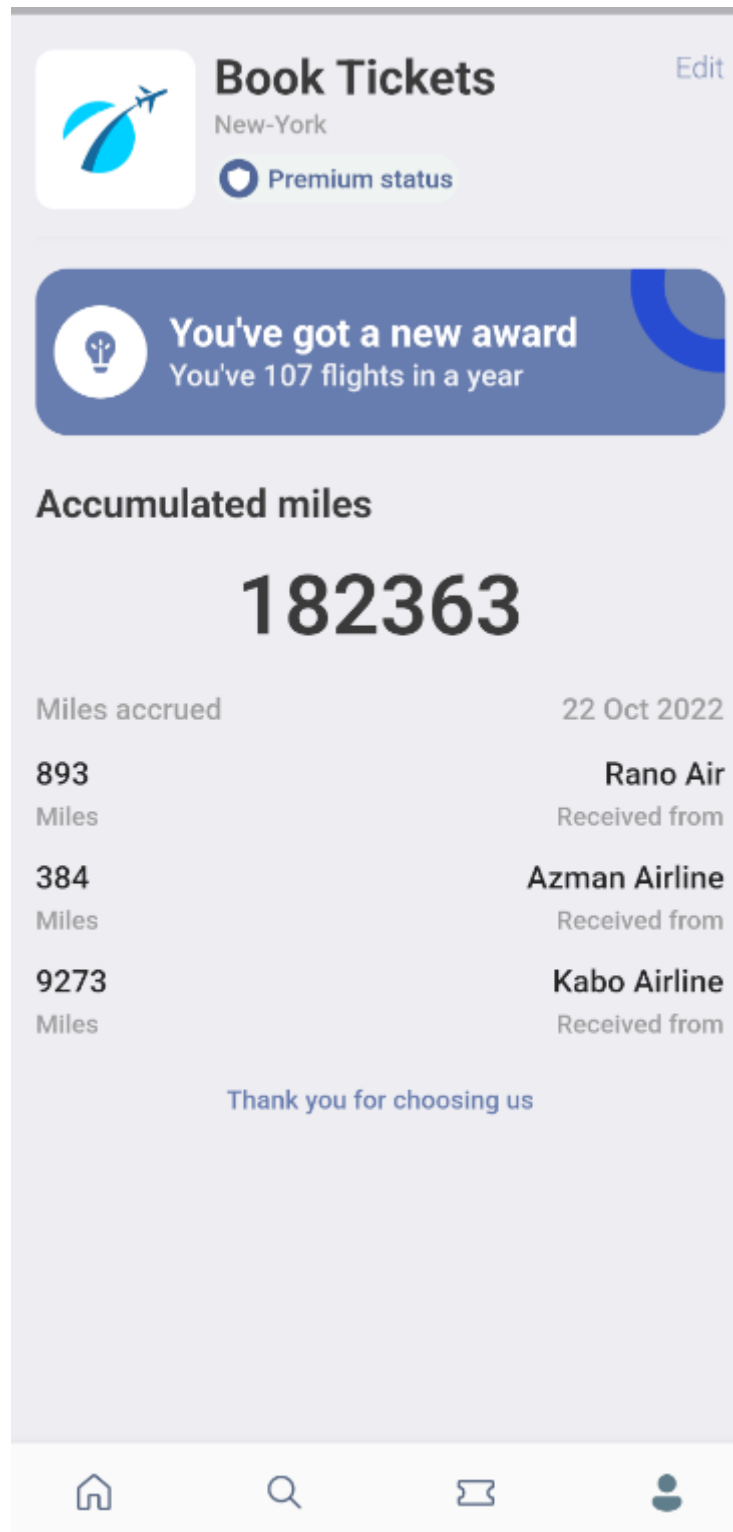 Book Tickets
Edit
New-York
Premium status
You've got a new award
You've 107 flights in a year
Accumulated miles
182363
Miles accrued
22 Oct 2022
893
Rano Air
Miles
Received from
384
Azman Airline
Miles
Received from
9273
Kabo Airline
Miles
Received from
Thank you for choosing us